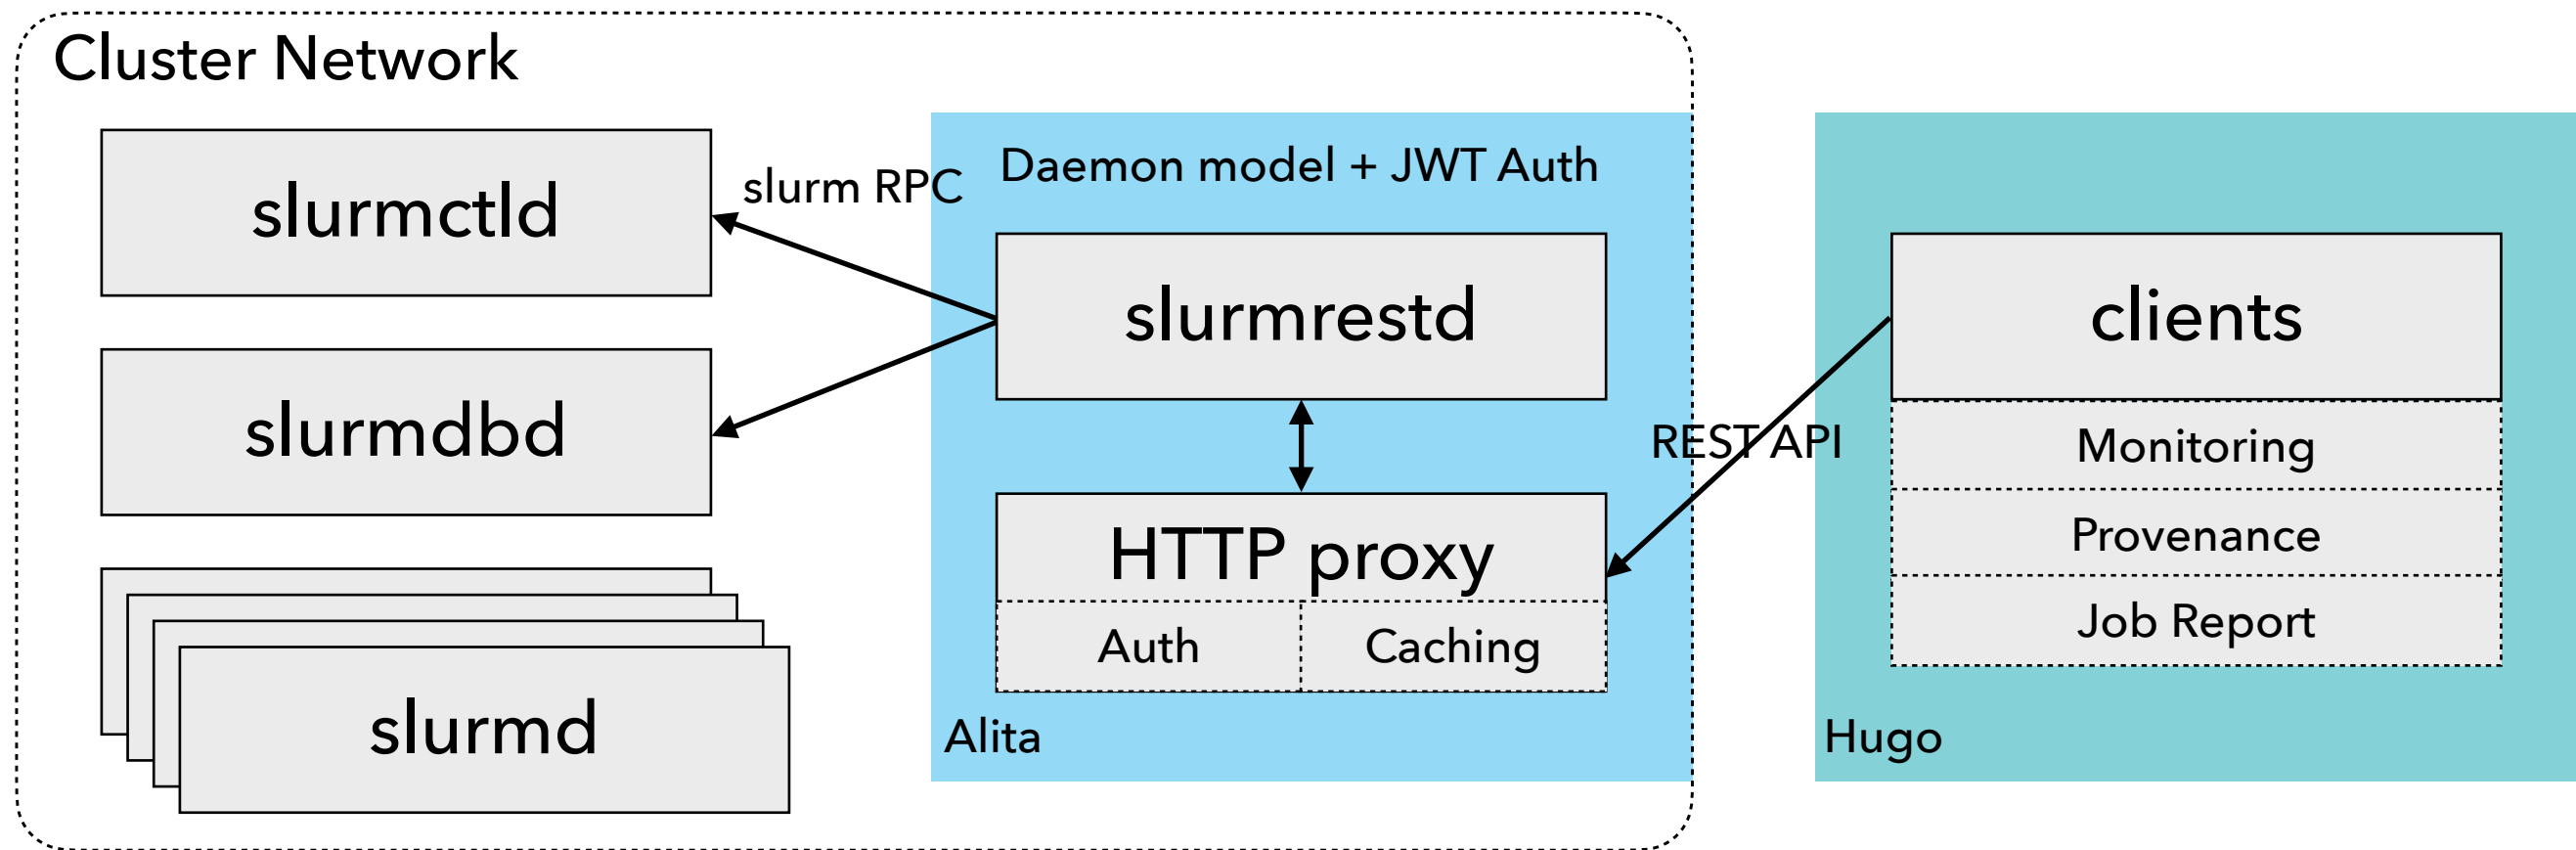 Cluster Network
slurmctld
slurmdbd
slurmd
slurm RPC
Daemon model + JWT Auth
slurmrestd
HTTP proxy
Auth
Caching
Alita
REST API
clients
Monitoring
Provenance
Job Report
Hugo